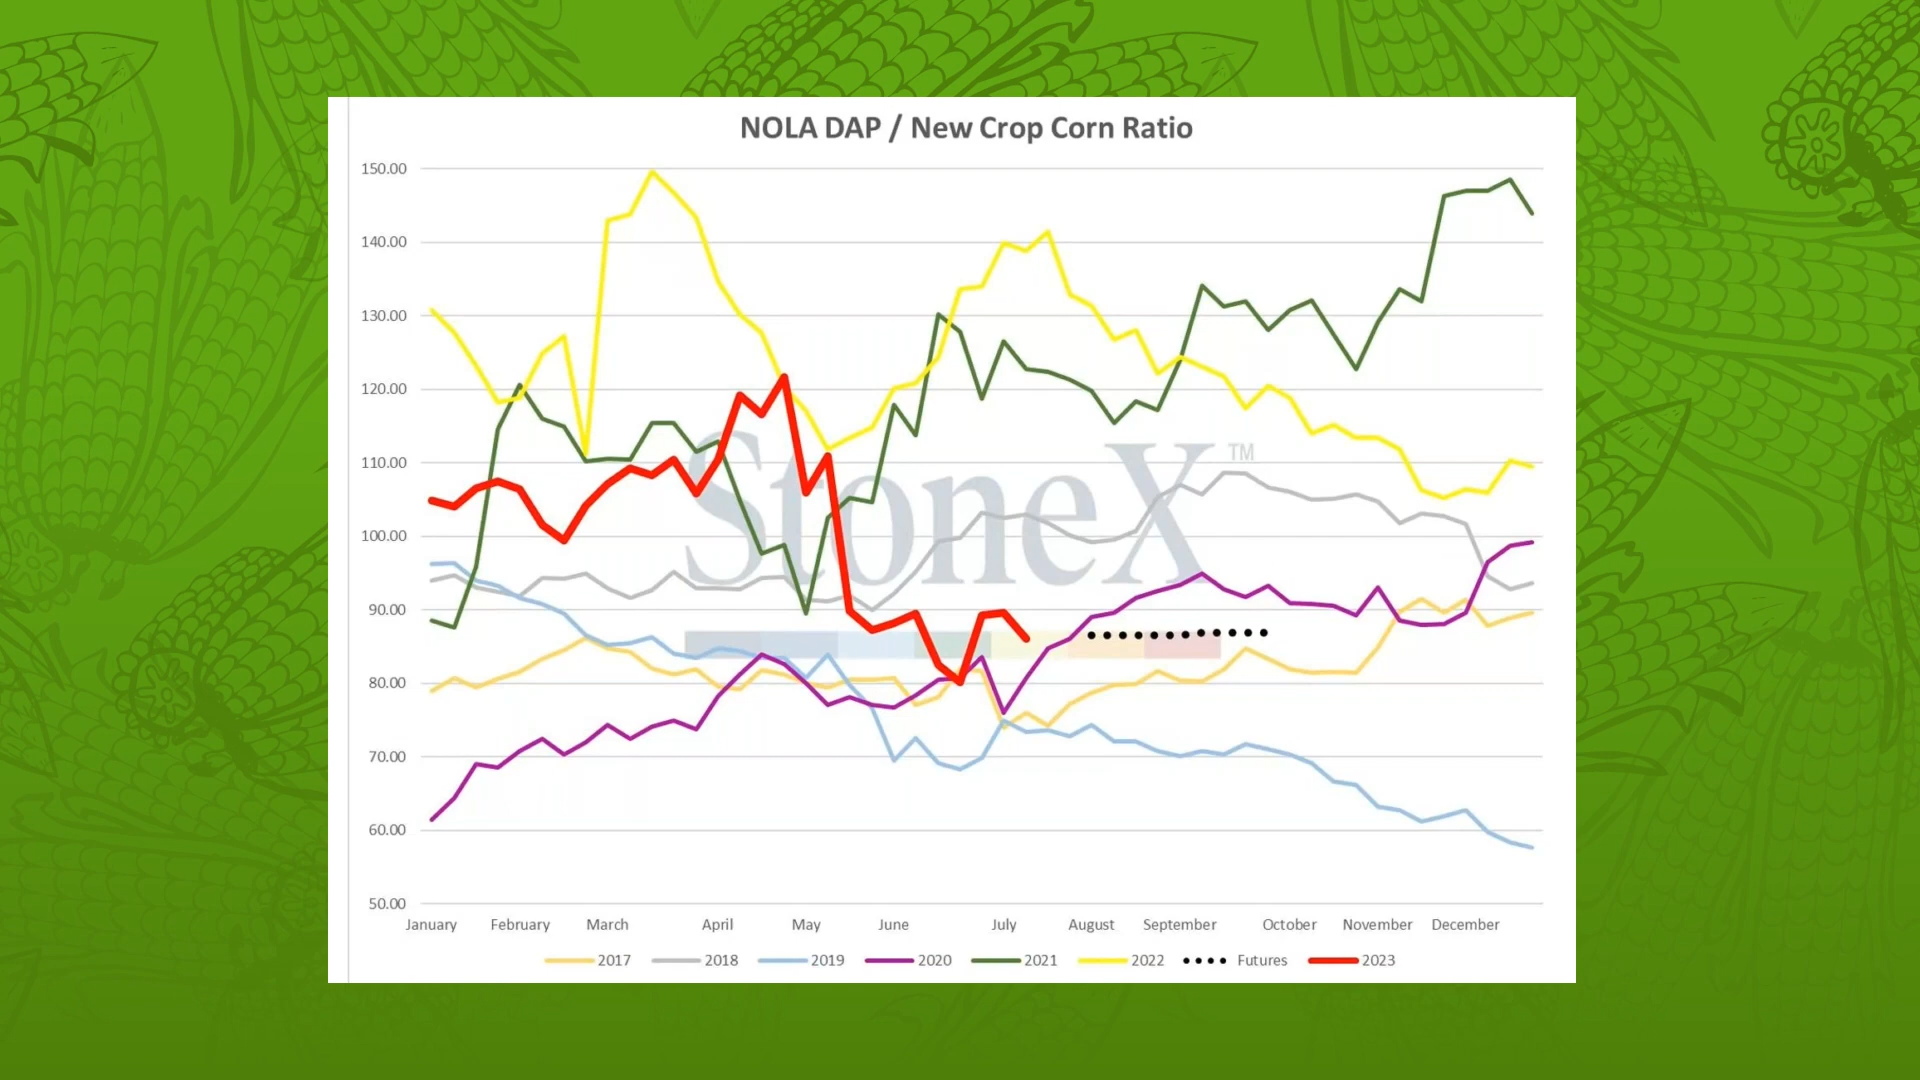 NOLA DAP / New Crop Corn Ratio
150.00
140.00
130.00
120.00
110.00
100.00
90.00
80.00
70.00
60.00
50.00
StoneX™
January February March April May June July August September October November December
2017 2018 2019 2020 2021 2022 Futures 2023